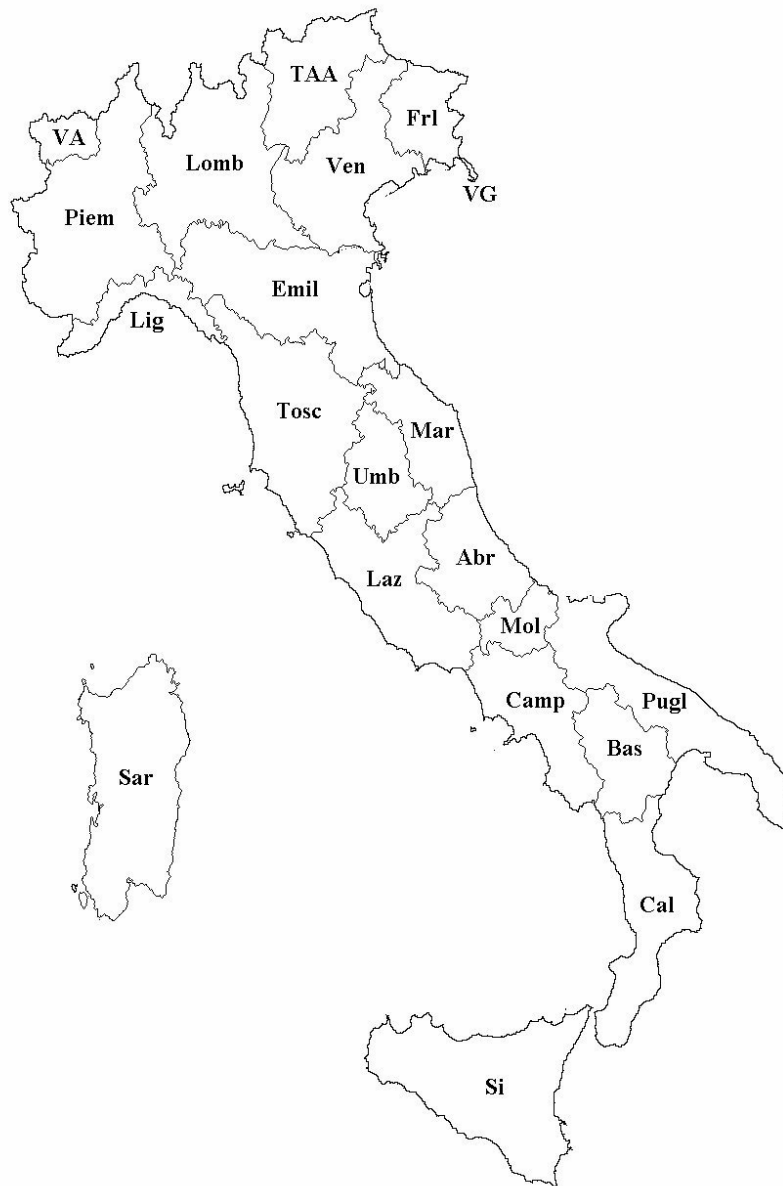 TAA
Frl
VA
Lomb
Ven
VG
Piem
Emil
Lig
Tosc
Mar
Umb
Abr
Laz
Mol
Camp
Pugl
Bas
Sar
Cal
Si